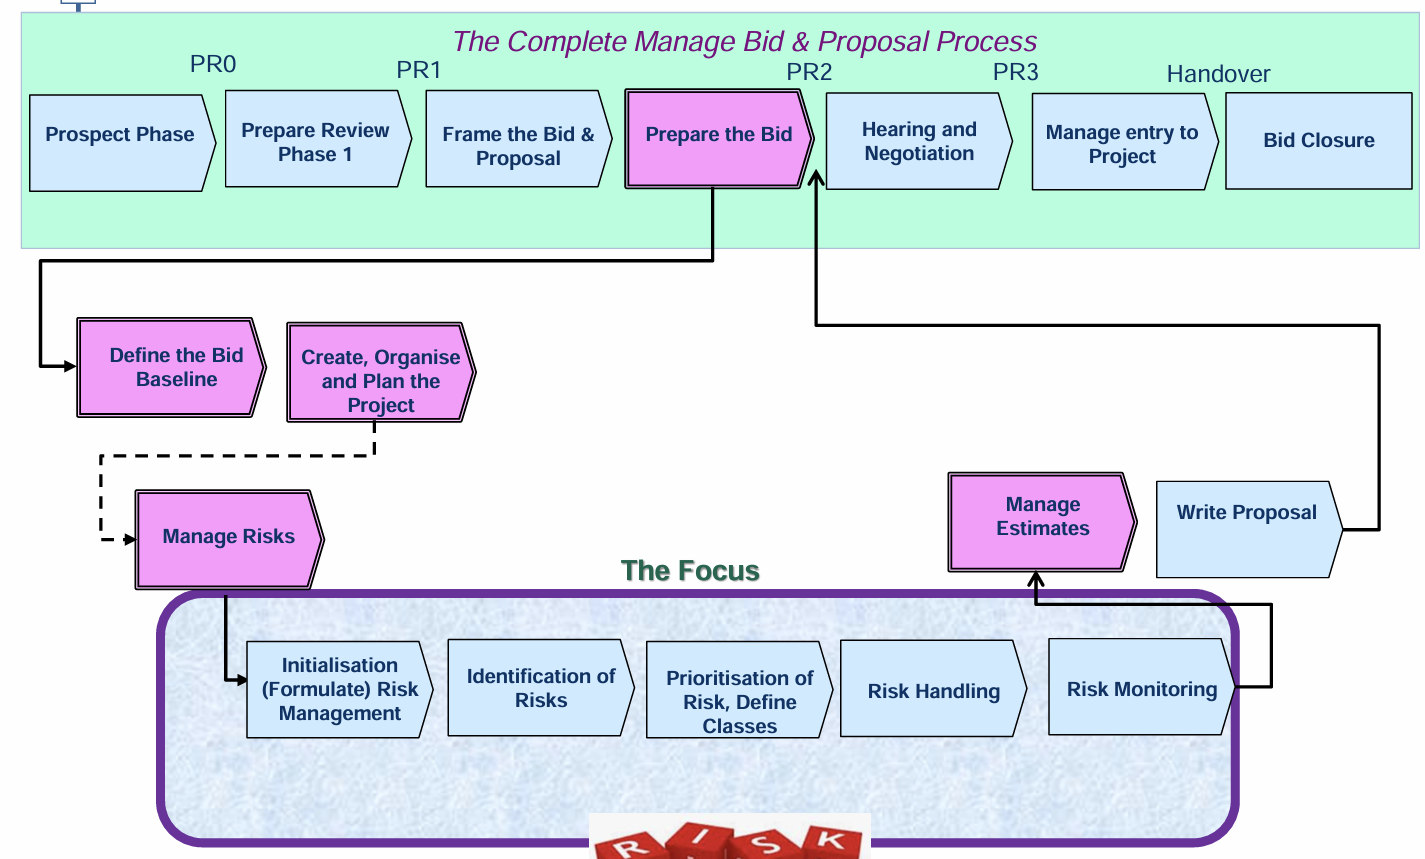 The Complete Manage Bid & Proposal Process
PR0
PR1
PR2
PR3
Handover
Prospect Phase
Prepare Review
Phase 1
Frame the Bid &
Proposal
Prepare the Bid
Hearing and
Negotiation
Manage entry to
Project
Bid Closure
Define the Bid
Baseline
Create, Organise
and Plan the
Project
Manage Risks
Manage
Estimates
Write Proposal
The Focus
Initialisation
(Formulate) Risk
Management
Identification of
Risks
Prioritisation of
Risk, Define
Classes
Risk Handling
Risk Monitoring
RISK